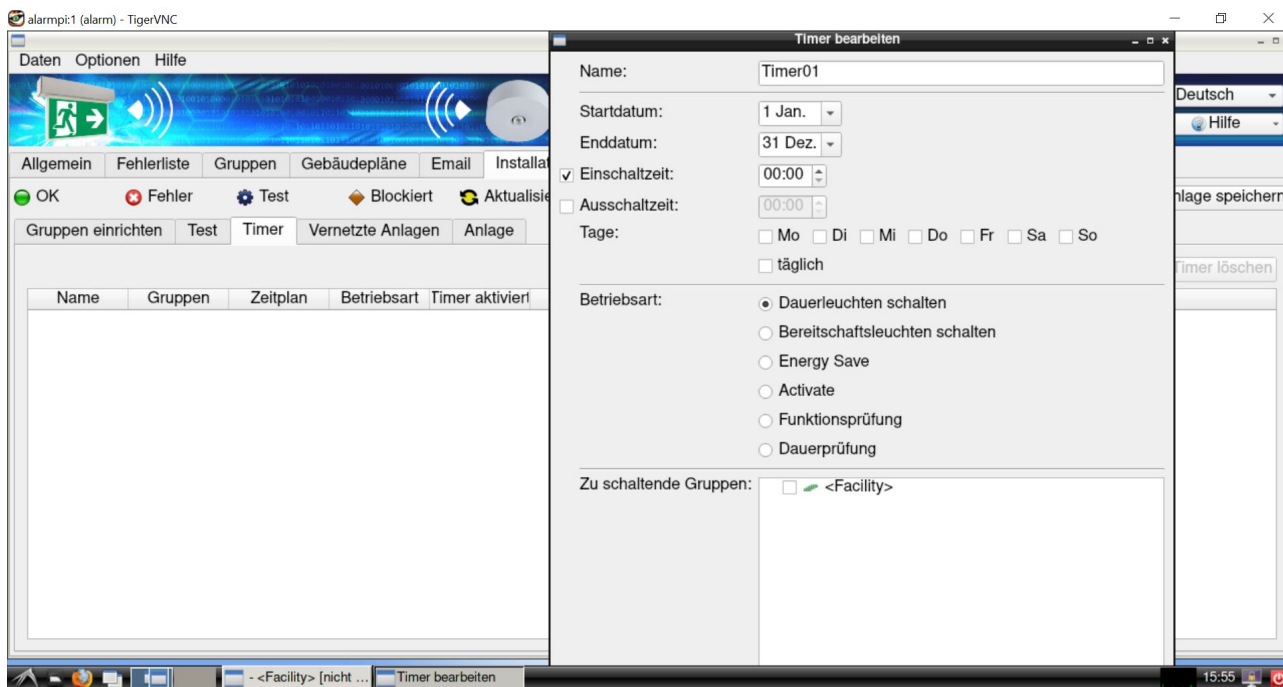 alarmpi:1 (alarm) - TigerVNC
Timer bearbeiten
Daten Optionen Hilfe
Deutsch
Hilfe
Allgemein Fehlerliste Gruppen Gebäudepläne Email Installat
OK Fehler Test Blockiert Aktualisie
nlage speichern
Gruppen einrichten Test Timer Vernetzte Anlagen Anlage
Timer löschen
Name Gruppen Zeitplan Betriebsart Timer aktiviert
Name: Timer01
Startdatum: 1 Jan.
Enddatum: 31 Dez.
Einschaltzeit: 00:00
Ausschaltzeit: 00:00
Tage: Mo Di Mi Do Fr Sa So
täglich
Betriebsart: Dauerleuchten schalten
Bereitschaftsleuchten schalten
Energy Save
Activate
Funktionsprüfung
Dauerprüfung
Zu schaltende Gruppen: <Facility>
- <Facility> [nicht ... Timer bearbeiten 15:55